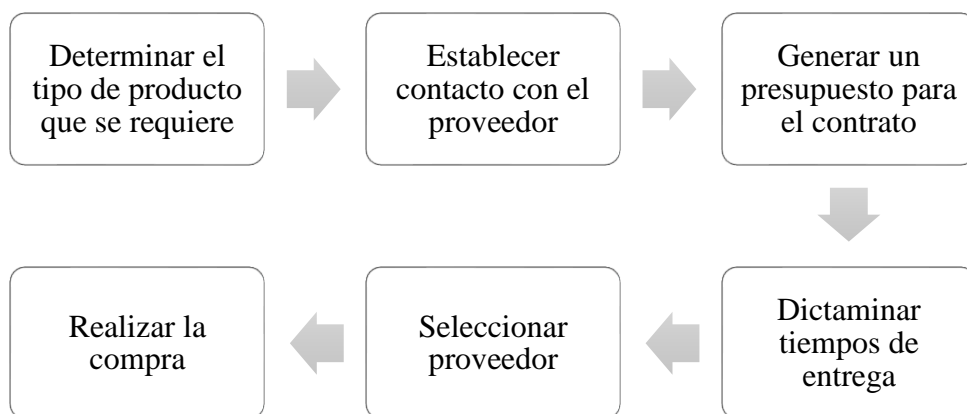 Determinar el
tipo de producto
que se requiere
Establecer
contacto con el
proveedor
Generar un
presupuesto para
el contrato
Dictaminar
tiempos de
entrega
Seleccionar
proveedor
Realizar la
compra